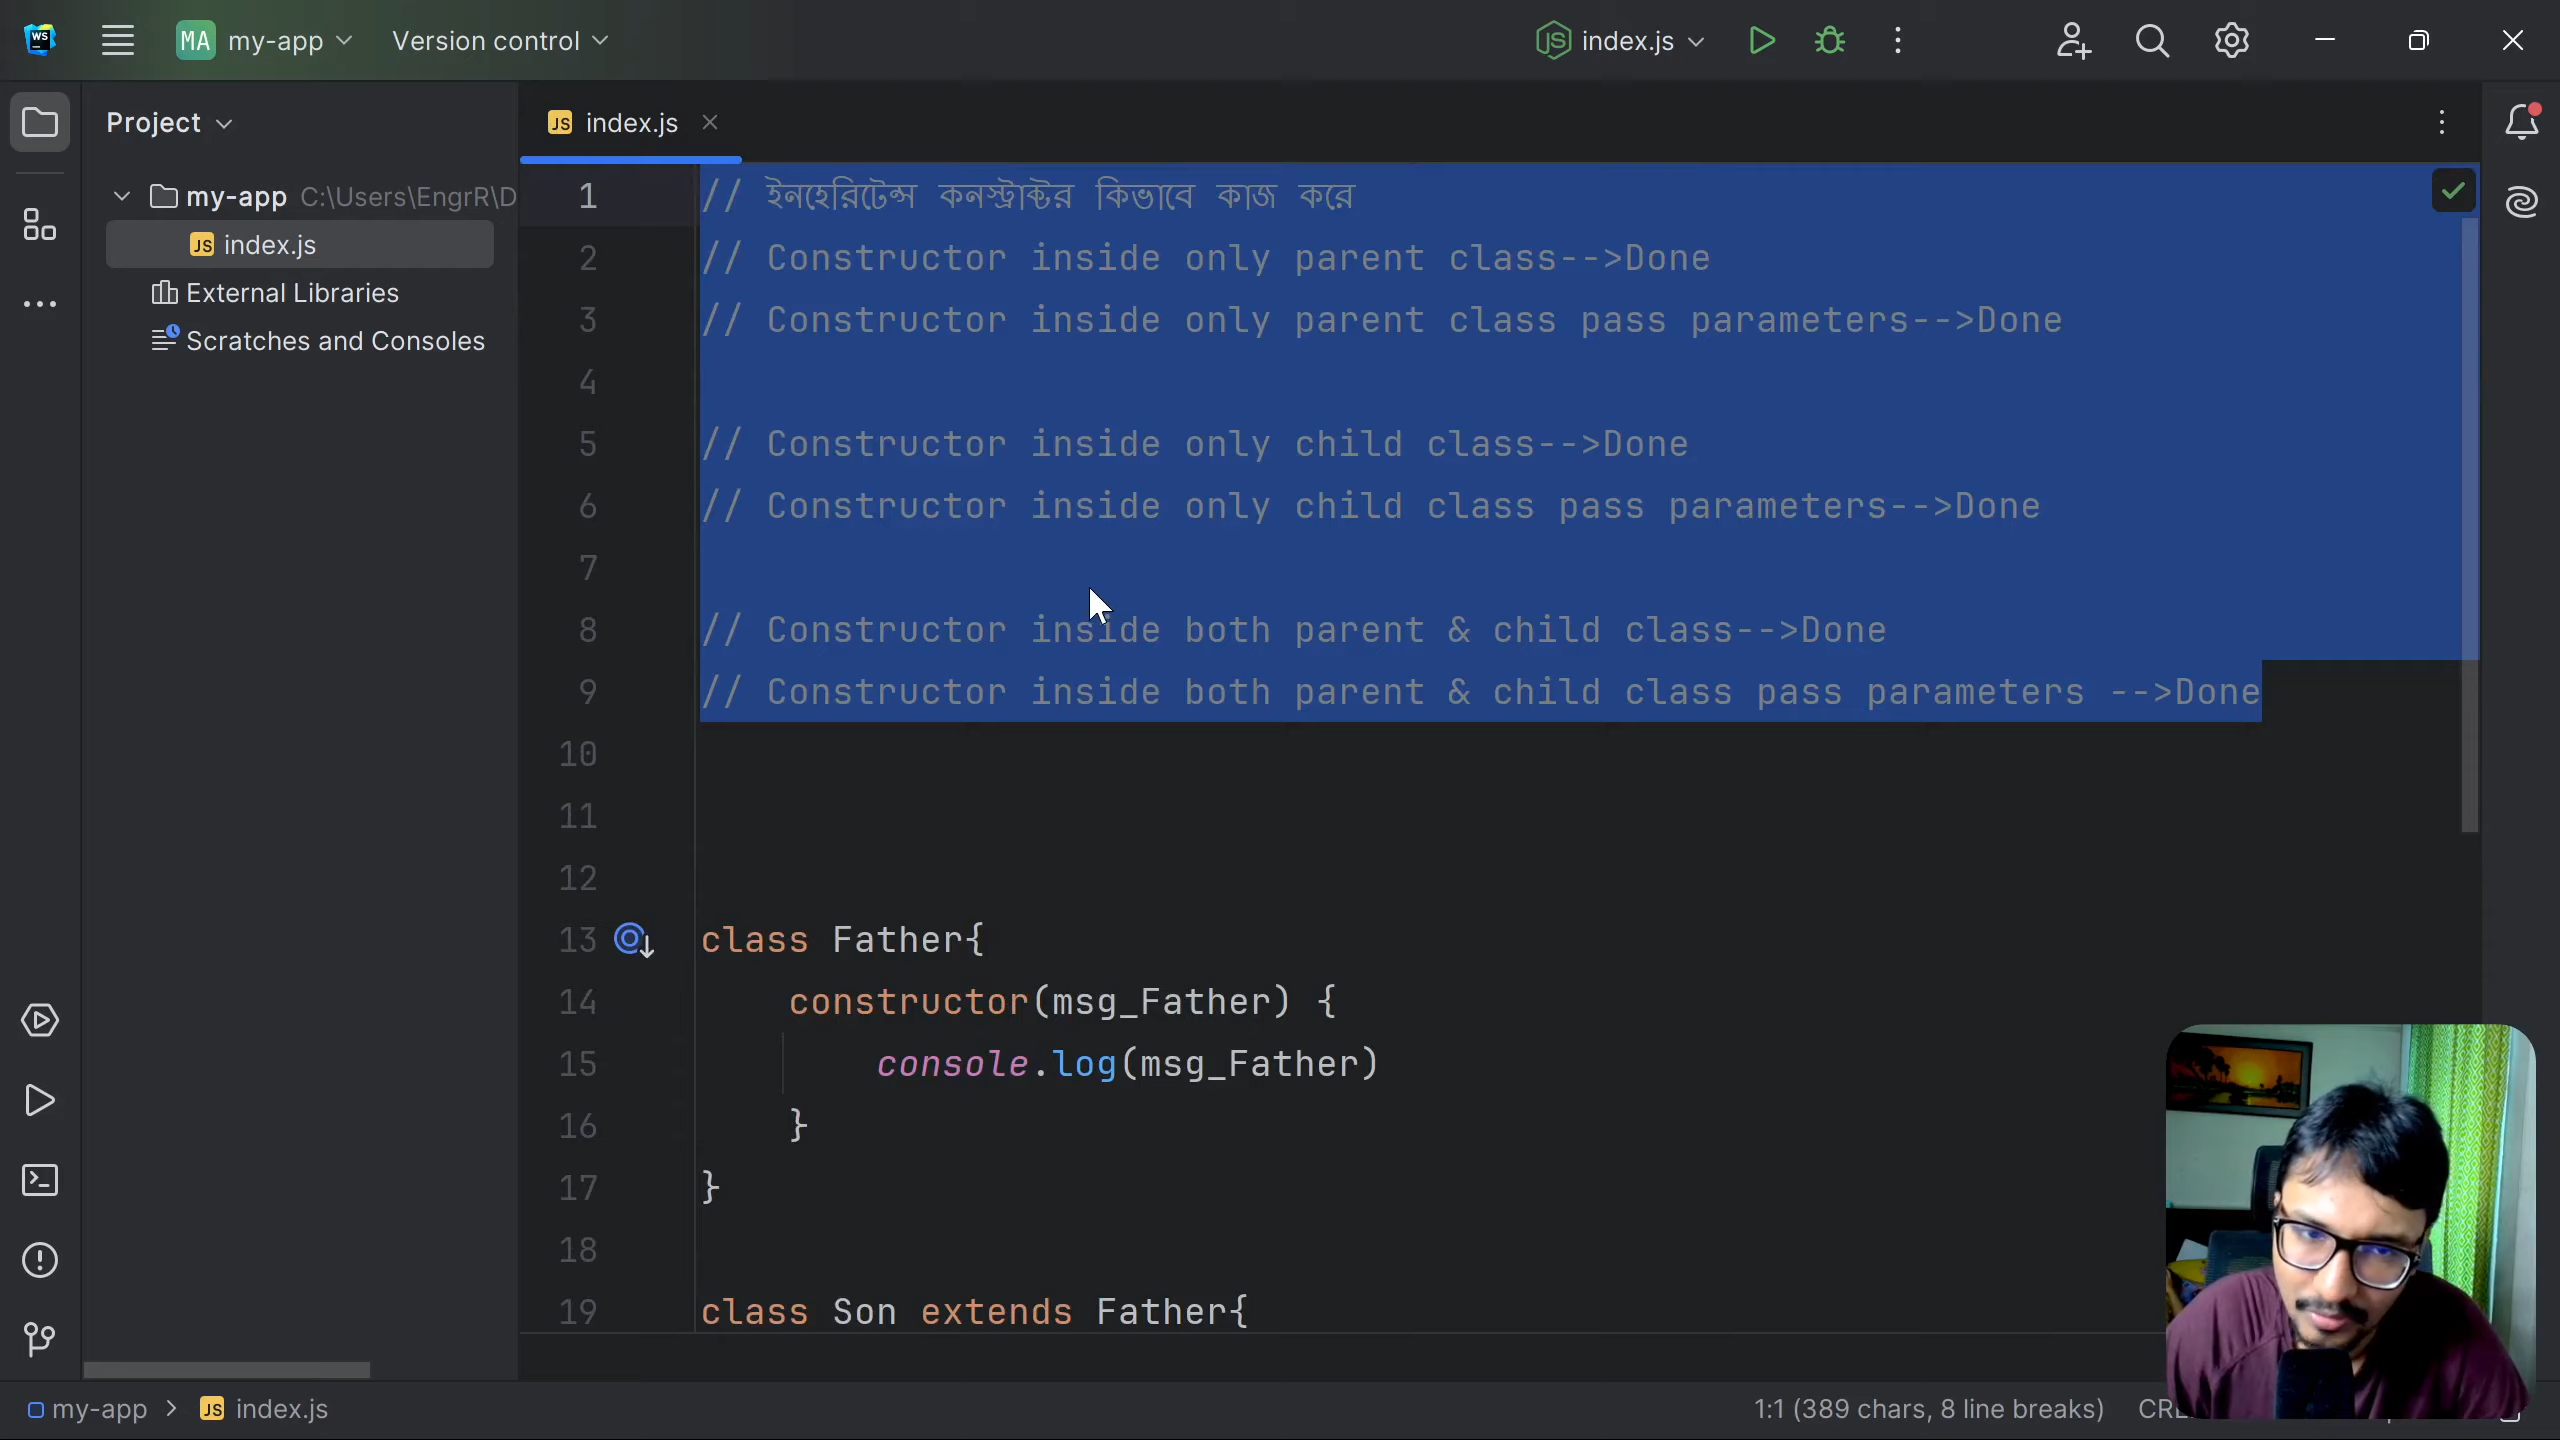 WS
MA my-app Version control index.js
Project
index.js
my-app C:\Users\EngrR\D
index.js
External Libraries
Scratches and Consoles
1 // ইনহেরিটেন্স কনস্ট্রাক্টর কিভাবে কাজ করে
2 // Constructor inside only parent class-->Done
3 // Constructor inside only parent class pass parameters-->Done
4
5 // Constructor inside only child class-->Done
6 // Constructor inside only child class pass parameters-->Done
7
8 // Constructor inside both parent & child class-->Done
9 // Constructor inside both parent & child class pass parameters -->Done
10
11
12
13 class Father{
14 constructor(msg_Father) {
15 console.log(msg_Father)
16 }
17 }
18
19 class Son extends Father{
my-app > JS index.js 1:1 (389 chars, 8 line breaks)